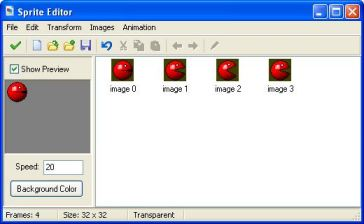 Sprite Editor
File Edit Transform Images Animation
Show Preview
image 0 image 1 image 2 image 3
Speed: 20
Background Color
Frames: 4 Size: 32 x 32 Transparent